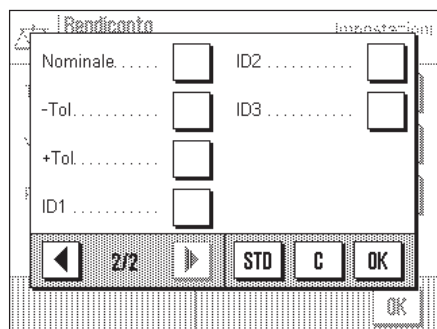 Rendiconto
Impostazioni
Nominale...... ID2 ...........
-Tol............ ID3 ...........
+Tol............
ID1 ...........
2/2 STD C OK
OK